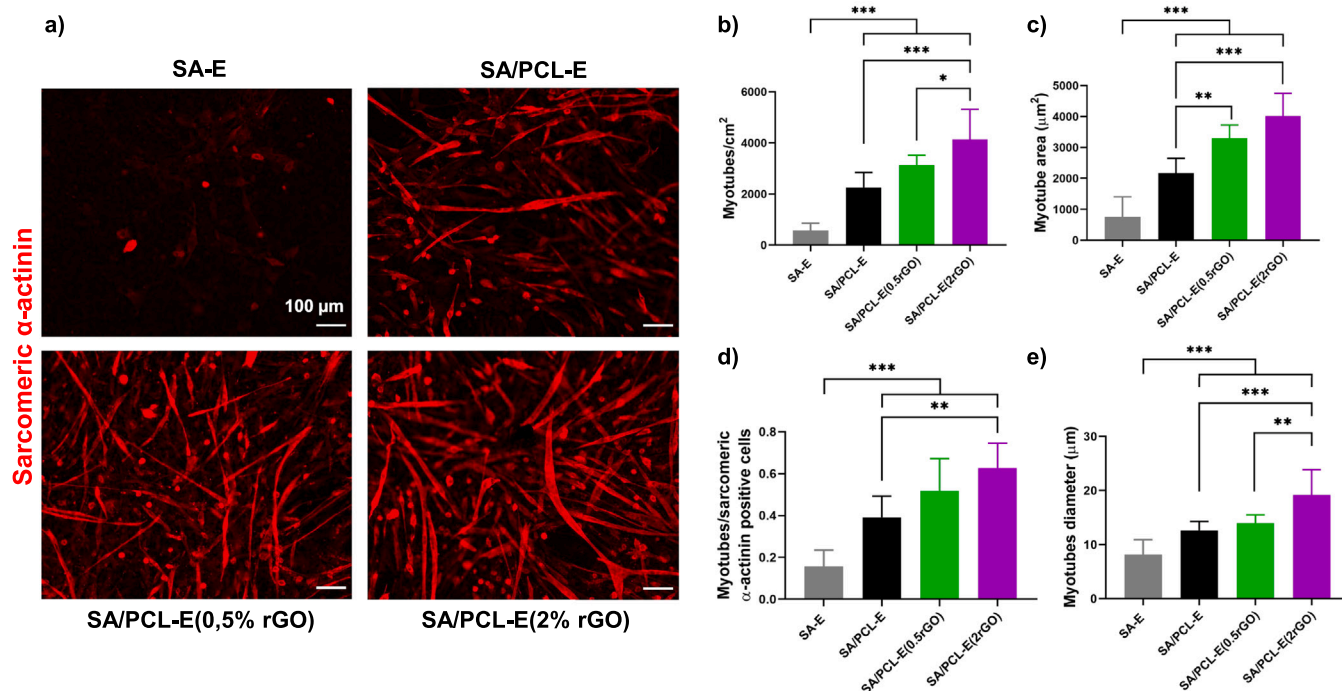 a)
SA-E
SA/PCL-E
Sarcomeric α-actinin
100 µm
SA/PCL-E(0,5% rGO)
SA/PCL-E(2% rGO)
b)
***
***
*
Myotubes/cm²
6000
4000
2000
0
SA-E
SA/PCL-E
SA/PCL-E(0.5rGO)
SA/PCL-E(2rGO)
c)
***
***
**
Myotube area (µm²)
5000
4000
3000
2000
1000
0
SA-E
SA/PCL-E
SA/PCL-E(0.5rGO)
SA/PCL-E(2rGO)
d)
***
**
Myotubes/sarcomeric
α-actinin positive cells
0.8
0.6
0.4
0.2
0.0
SA-E
SA/PCL-E
SA/PCL-E(0.5rGO)
SA/PCL-E(2rGO)
e)
***
***
**
Myotubes diameter (µm)
30
20
10
0
SA-E
SA/PCL-E
SA/PCL-E(0.5rGO)
SA/PCL-E(2rGO)